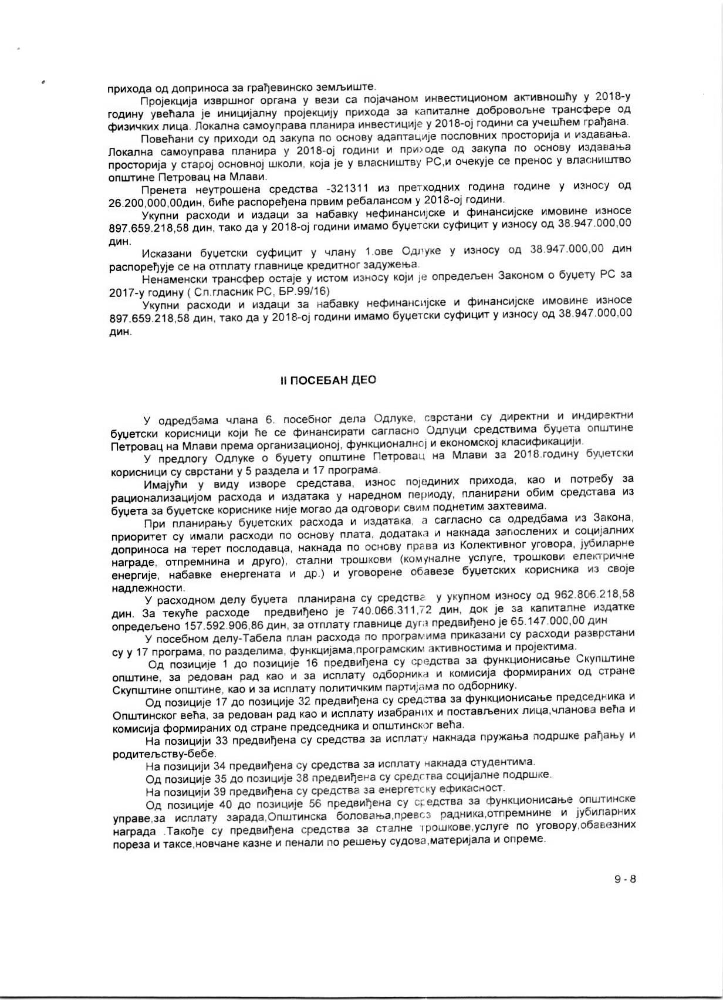 прихода од доприноса за грађевинско земљиште.
Пројекција извршног органа у вези са појачаном инвестиционом активношћу у 2018-у
годину увећала је иницијалну пројекцију прихода за капиталне добровољне трансфере од
физичких лица. Локална самоуправа планира инвестиције у 2018-ој години са учешћем грађана.
Повећани су приходи од закупа по основу адаптације пословних просторија и издавања.
Локална самоуправа планира у 2018-ој години и приходе од закупа по основу издавања
просторија у старој основној школи, која је у власништву РС,и очекује се пренос у власништво
општине Петровац на Млави.
Пренета неутрошена средства -321311 из претходних година године у износу од
26.200,000,00дин, биће распоређена првим ребалансом у 2018-ој години.
Укупни расходи и издаци за набавку нефинансијске и финансијске имовине износе
897.659.218,58 дин, тако да у 2018-ој години имамо буџетски суфицит у износу од 38.947.000,00
дин.
Исказани буџетски суфицит у члану 1.ове Одлуке у износу од 38.947.000,00 дин
распоређује се на отплату главнице кредитног задужења.
Ненаменски трансфер остаје у истом износу који је опредељен Законом о буџету РС за
2017-у годину ( Сл.гласник РС, БР.99/16)
Укупни расходи и издаци за набавку нефинансијске и финансијске имовине износе
897.659.218,58 дин, тако да у 2018-ој години имамо буџетски суфицит у износу од 38.947.000,00
дин.
II ПОСЕБАН ДЕО
У одредбама члана 6. посебног дела Одлуке, сврстани су директни и индиректни
буџетски корисници који ће се финансирати сагласно Одлуци средствима буџета општине
Петровац на Млави према организационој, функционалној и економској класификацији.
У предлогу Одлуке о буџету општине Петровац на Млави за 2018.годину буџетски
корисници су сврстани у 5 раздела и 17 програма.
Имајући у виду изворе средстава, износ појединих прихода, као и потребу за
рационализацијом расхода и издатака у наредном периоду, планирани обим средстава из
буџета за буџетске кориснике није могао да одговори свим поднетим захтевима.
При планирању буџетских расхода и издатака, а сагласно са одредбама из Закона,
приоритет су имали расходи по основу плата, додатака и накнада запослених и социјалних
доприноса на терет послодавца, накнада по основу права из Колективног уговора, јубиларне
награде, отпремнина и друго), стални трошкови (комуналне услуге, трошкови електричне
енергије, набавке енергената и др.) и уговорене обавезе буџетских корисника из своје
надлежности.
У расходном делу буџета планирана су средства у укупном износу од 962.806.218,58
дин. За текуће расходе предвиђено је 740.066.311,72 дин, док је за капиталне издатке
опредељено 157.592.906,86 дин, за отплату главнице дуга предвиђено је 65.147.000,00 дин
У посебном делу-Табела план расхода по програмима приказани су расходи разврстани
су у 17 програма, по разделима, функцијама,програмским активностима и пројектима.
Од позиције 1 до позиције 16 предвиђена су средства за функционисање Скупштине
општине, за редован рад као и за исплату одборника и комисија формираних од стране
Скупштине општине, као и за исплату политичким партијама по одборнику.
Од позиције 17 до позиције 32 предвиђена су средства за функционисање председника и
Општинског већа, за редован рад као и исплату изабраних и постављених лица,чланова већа и
комисија формираних од стране председника и општинског већа.
На позицији 33 предвиђена су средства за исплату накнада пружања подршке рађању и
родитељству-бебе.
На позицији 34 предвиђена су средства за исплату накнада студентима.
Од позиције 35 до позиције 38 предвиђена су средства социјалне подршке.
На позицији 39 предвиђена су средства за енергетску ефикасност.
Од позиције 40 до позиције 56 предвиђена су средства за функционисање општинске
управе,за исплату зарада,Општинска боловања,превоз радника,отпремнине и јубиларних
награда .Такође су предвиђена средства за сталне трошкове,услуге по уговору,обавезних
пореза и таксе,новчане казне и пенали по решењу судова,материјала и опреме.
9 - 8